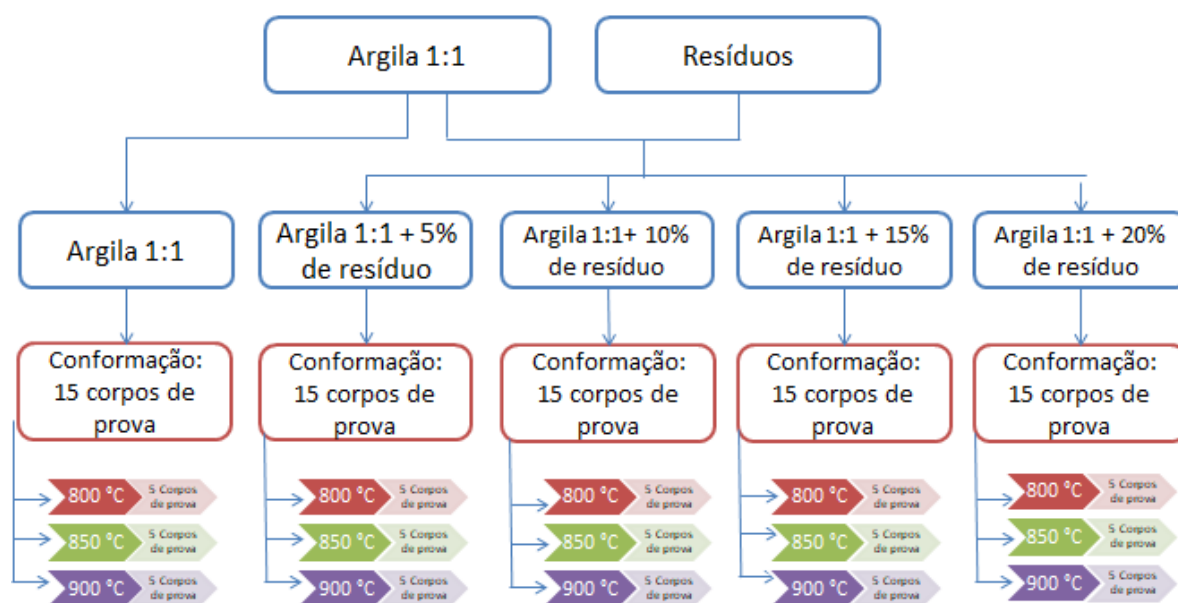 Argila 1:1
Resíduos
Argila 1:1
Argila 1:1 + 5%
de resíduo
Argila 1:1+ 10%
de resíduo
Argila 1:1 + 15%
de resíduo
Argila 1:1 + 20%
de resíduo
Conformação:
15 corpos de
prova
Conformação:
15 corpos de
prova
Conformação:
15 corpos de
prova
Conformação:
15 corpos de
prova
Conformação:
15 corpos de
prova
800 °C
5 Corpos
de prova
850 °C
5 Corpos
de prova
900 °C
5 Corpos
de prova
800 °C
5 Corpos
de prova
850 °C
5 Corpos
de prova
900 °C
5 Corpos
de prova
800 °C
5 Corpos
de prova
850 °C
5 Corpos
de prova
900 °C
5 Corpos
de prova
800 °C
5 Corpos
de prova
850 °C
5 Corpos
de prova
900 °C
5 Corpos
de prova
800 °C
5 Corpos
de prova
850 °C
5 Corpos
de prova
900 °C
5 Corpos
de prova